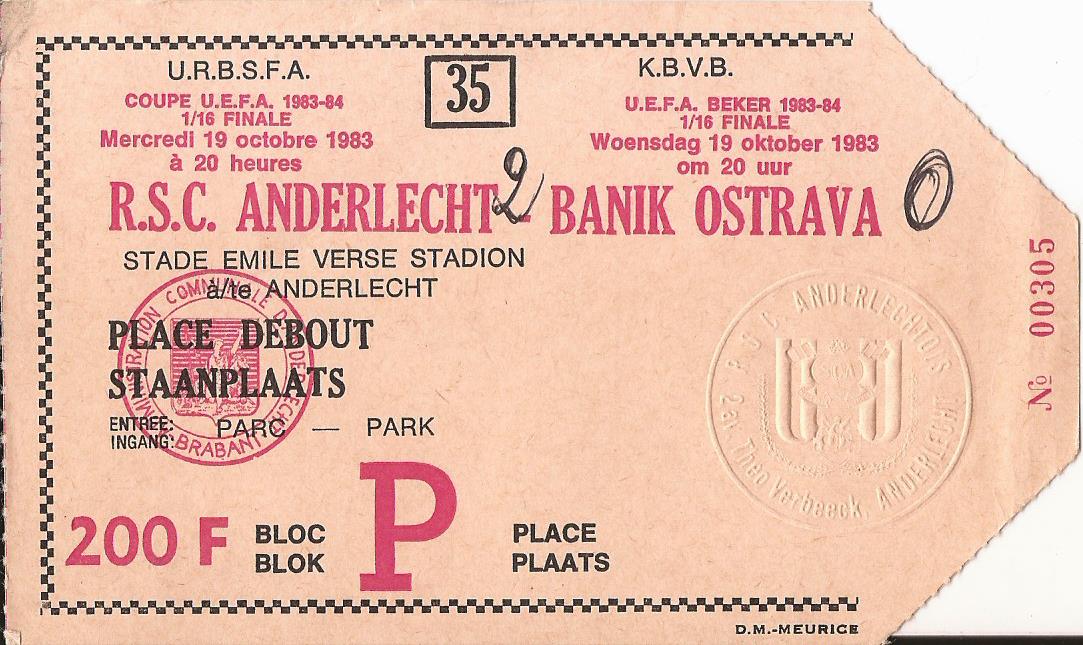 U.R.B.S.F.A.
COUPE U.E.F.A. 1983-84
1/16 FINALE
Mercredi 19 octobre 1983
à 20 heures
35
K.B.V.B.
U.E.F.A. BEKER 1983-84
1/16 FINALE
Woensdag 19 oktober 1983
om 20 uur
R.S.C. ANDERLECHT - BANIK OSTRAVA
2
0
STADE EMILE VERSE STADION
à/te ANDERLECHT
PLACE DEBOUT
STAANPLAATS
ENTREE:
INGANG:
PARC — PARK
200 F
BLOC
BLOK
P
PLACE
PLAATS
№ 00305
R S C ANDERLECHTOIS
2an, Theo Verbeeck, ANDERLECHT
BRABANT
D.M.-MEURICE